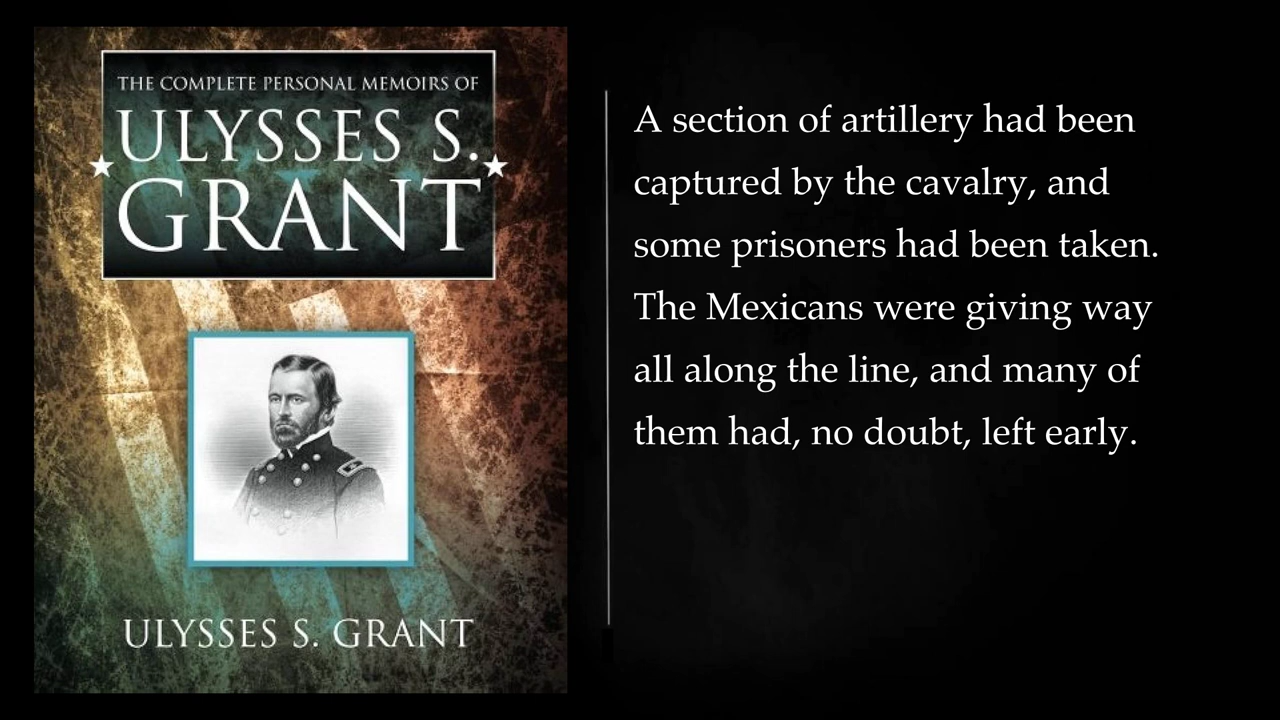 THE COMPLETE PERSONAL MEMOIRS OF
ULYSSES S.
GRANT
ULYSSES S. GRANT
A section of artillery had been
captured by the cavalry, and
some prisoners had been taken.
The Mexicans were giving way
all along the line, and many of
them had, no doubt, left early.